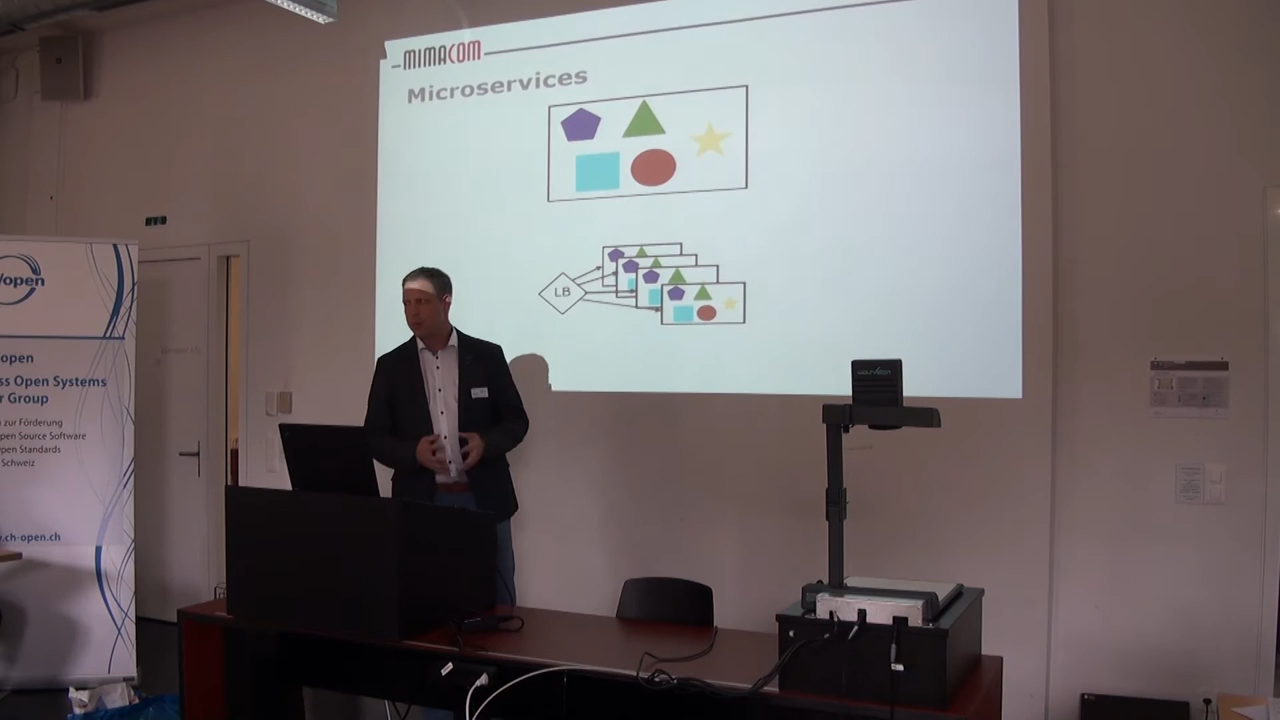 MIMACOM
Microservices
LB
/open
open
ss Open Systems
r Group
zur Förderung
pen Source Software
pen Standards
Schweiz
.ch-open.ch
WOLFVISION